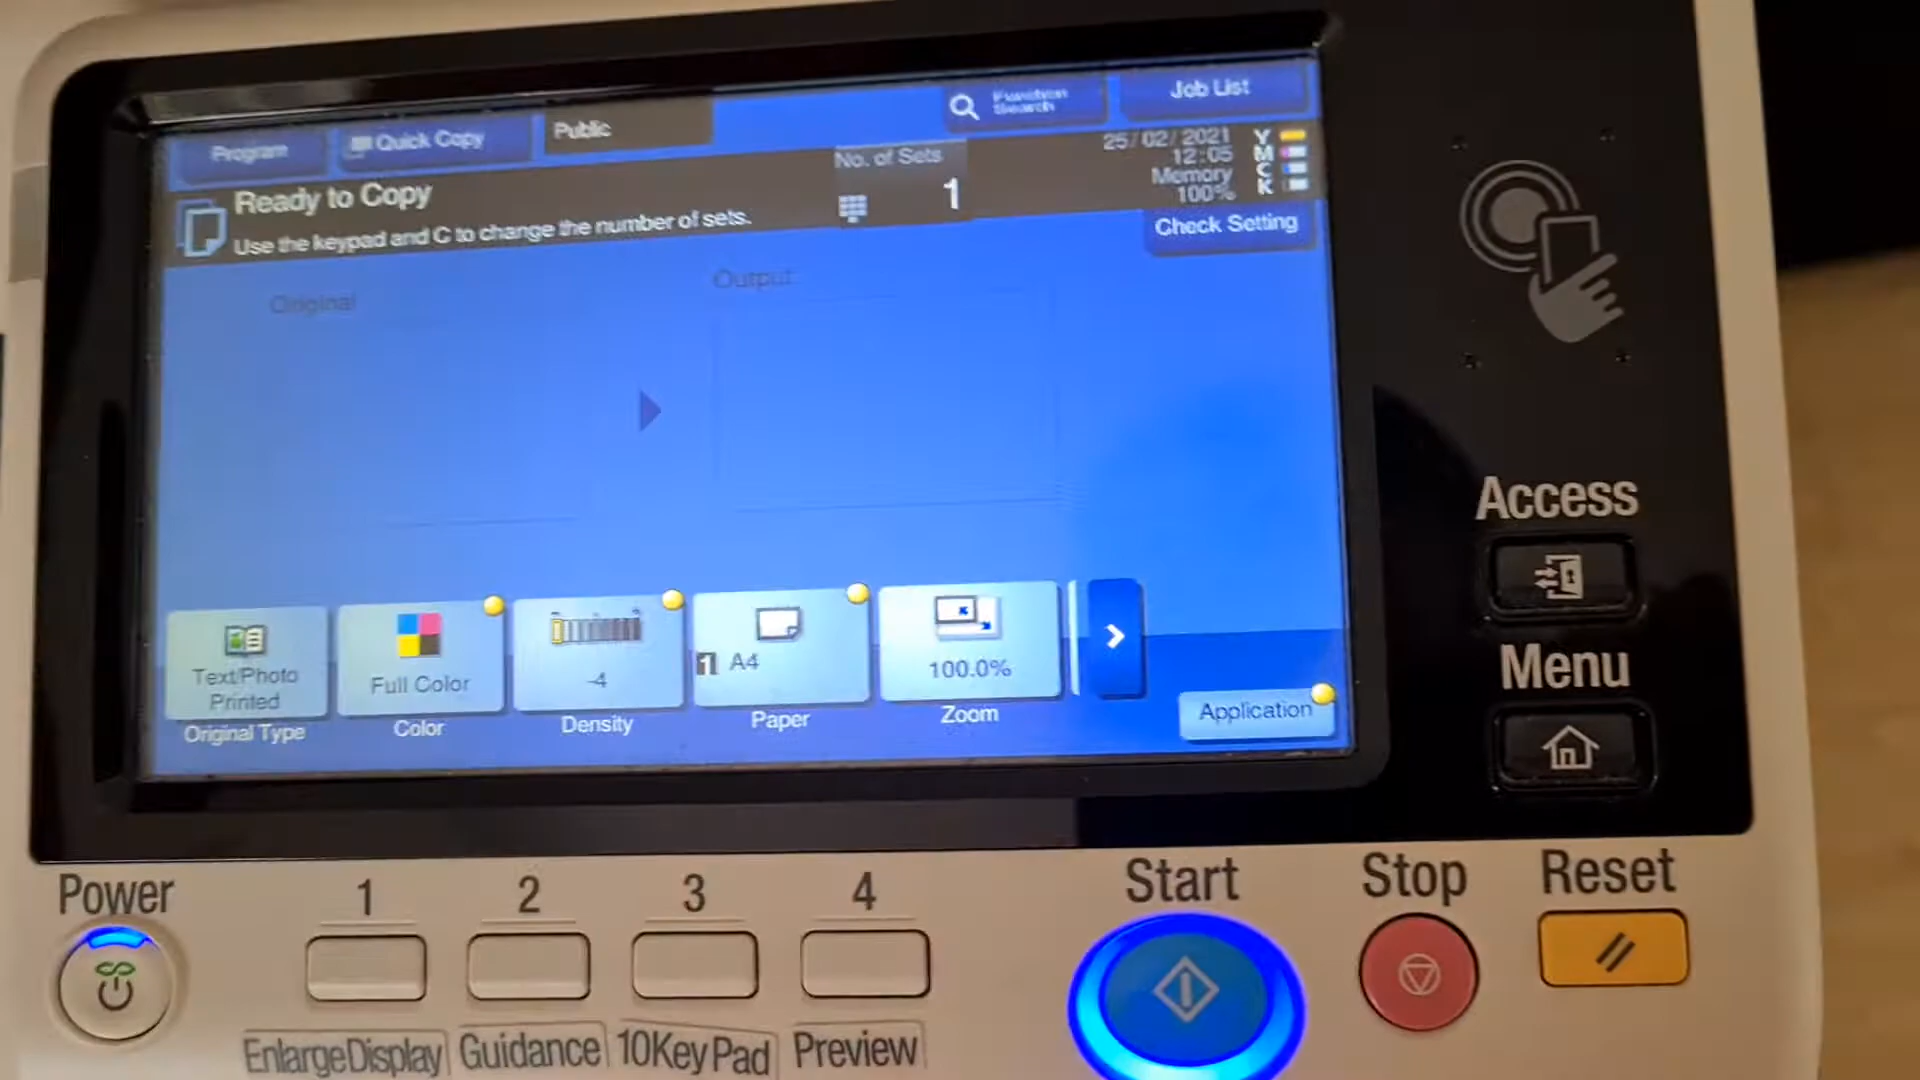 Program
Quick Copy
Public
Function
Search
Job List
Ready to Copy
Use the keypad and C to change the number of sets.
No. of Sets
1
25/02/2021
12:05
Memory
100%
Y
M
C
K
Check Setting
Original
Output
Text/Photo
Printed
Original Type
Full Color
Color
-4
Density
1 A4
Paper
100.0%
Zoom
Application
Access
Menu
Power
1
2
3
4
Start
Stop
Reset
EnlargeDisplay
Guidance
10KeyPad
Preview